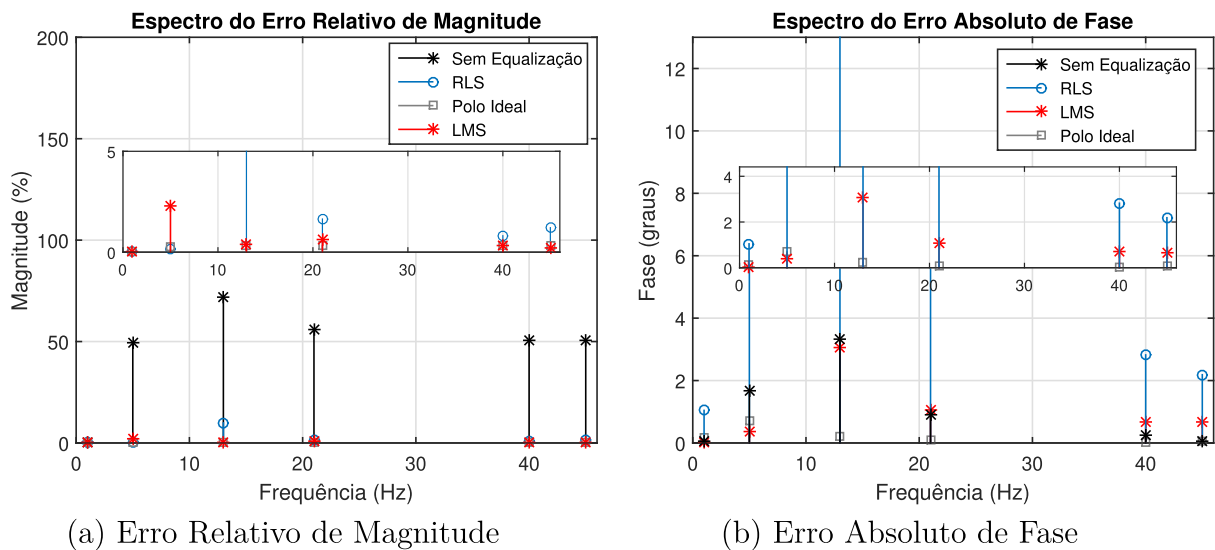 Espectro do Erro Relativo de Magnitude
200
150
100
50
0
Magnitude (%)
Sem Equalização
RLS
Polo Ideal
LMS
5
0
0 10 20 30 40
0 10 20 30 40
Frequência (Hz)
(a) Erro Relativo de Magnitude
Espectro do Erro Absoluto de Fase
12
10
8
6
4
2
0
Fase (graus)
Sem Equalização
RLS
LMS
Polo Ideal
4
2
0
0 10 20 30 40
0 10 20 30 40
Frequência (Hz)
(b) Erro Absoluto de Fase